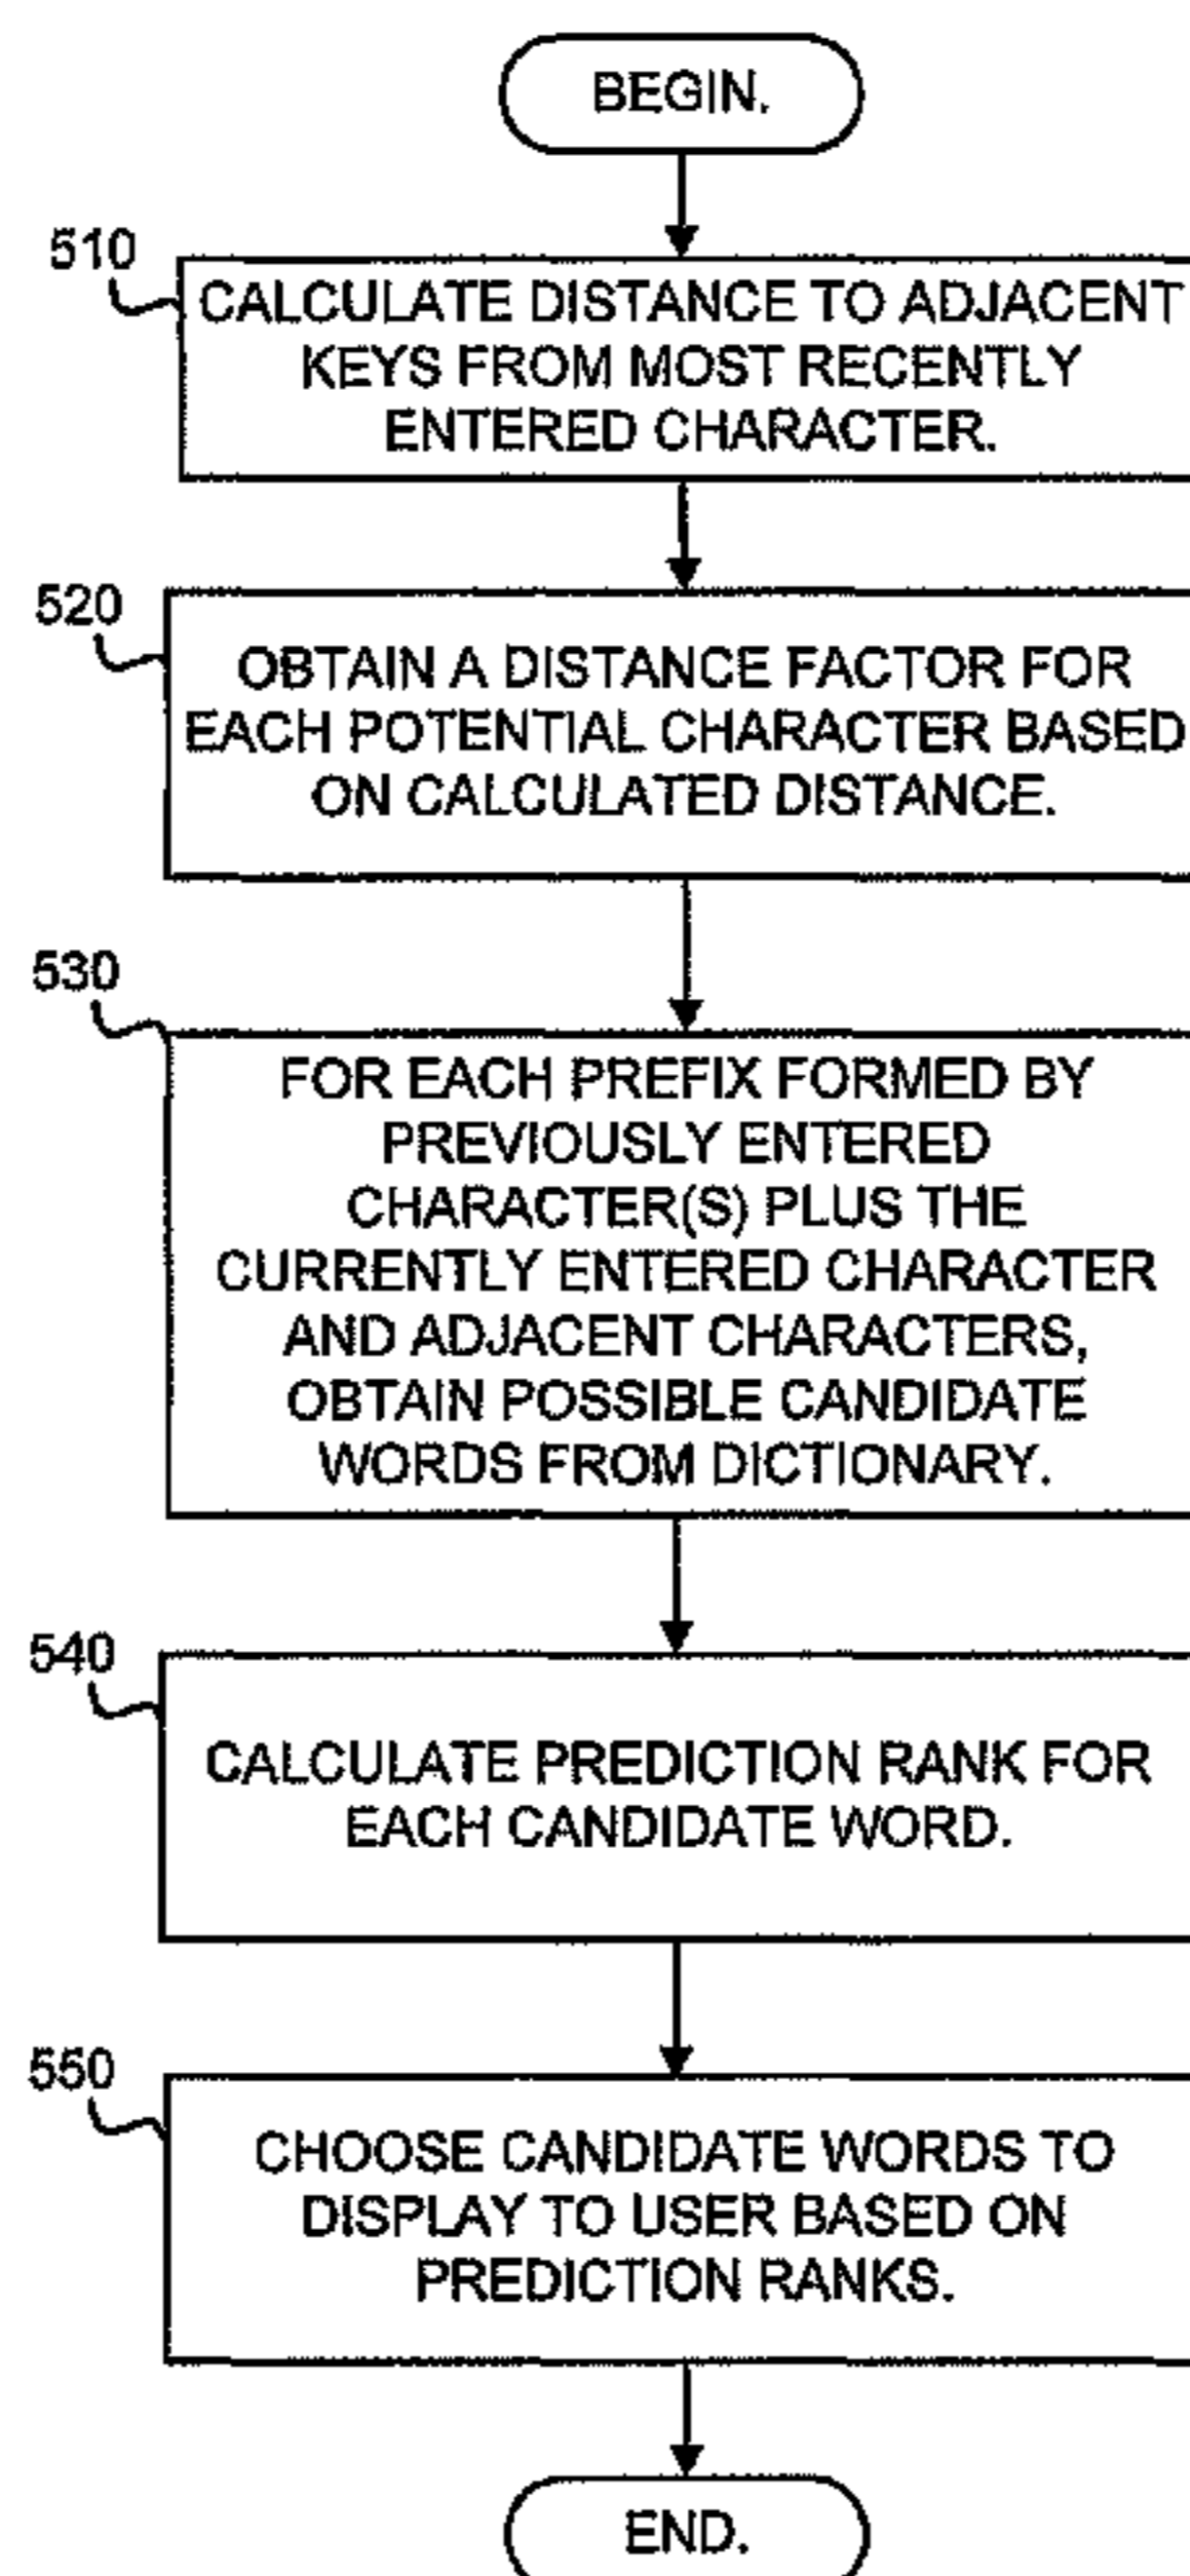 BEGIN.
510
CALCULATE DISTANCE TO ADJACENT
KEYS FROM MOST RECENTLY
ENTERED CHARACTER.
520
OBTAIN A DISTANCE FACTOR FOR
EACH POTENTIAL CHARACTER BASED
ON CALCULATED DISTANCE.
530
FOR EACH PREFIX FORMED BY
PREVIOUSLY ENTERED
CHARACTER(S) PLUS THE
CURRENTLY ENTERED CHARACTER
AND ADJACENT CHARACTERS,
OBTAIN POSSIBLE CANDIDATE
WORDS FROM DICTIONARY.
540
CALCULATE PREDICTION RANK FOR
EACH CANDIDATE WORD.
550
CHOOSE CANDIDATE WORDS TO
DISPLAY TO USER BASED ON
PREDICTION RANKS.
END.